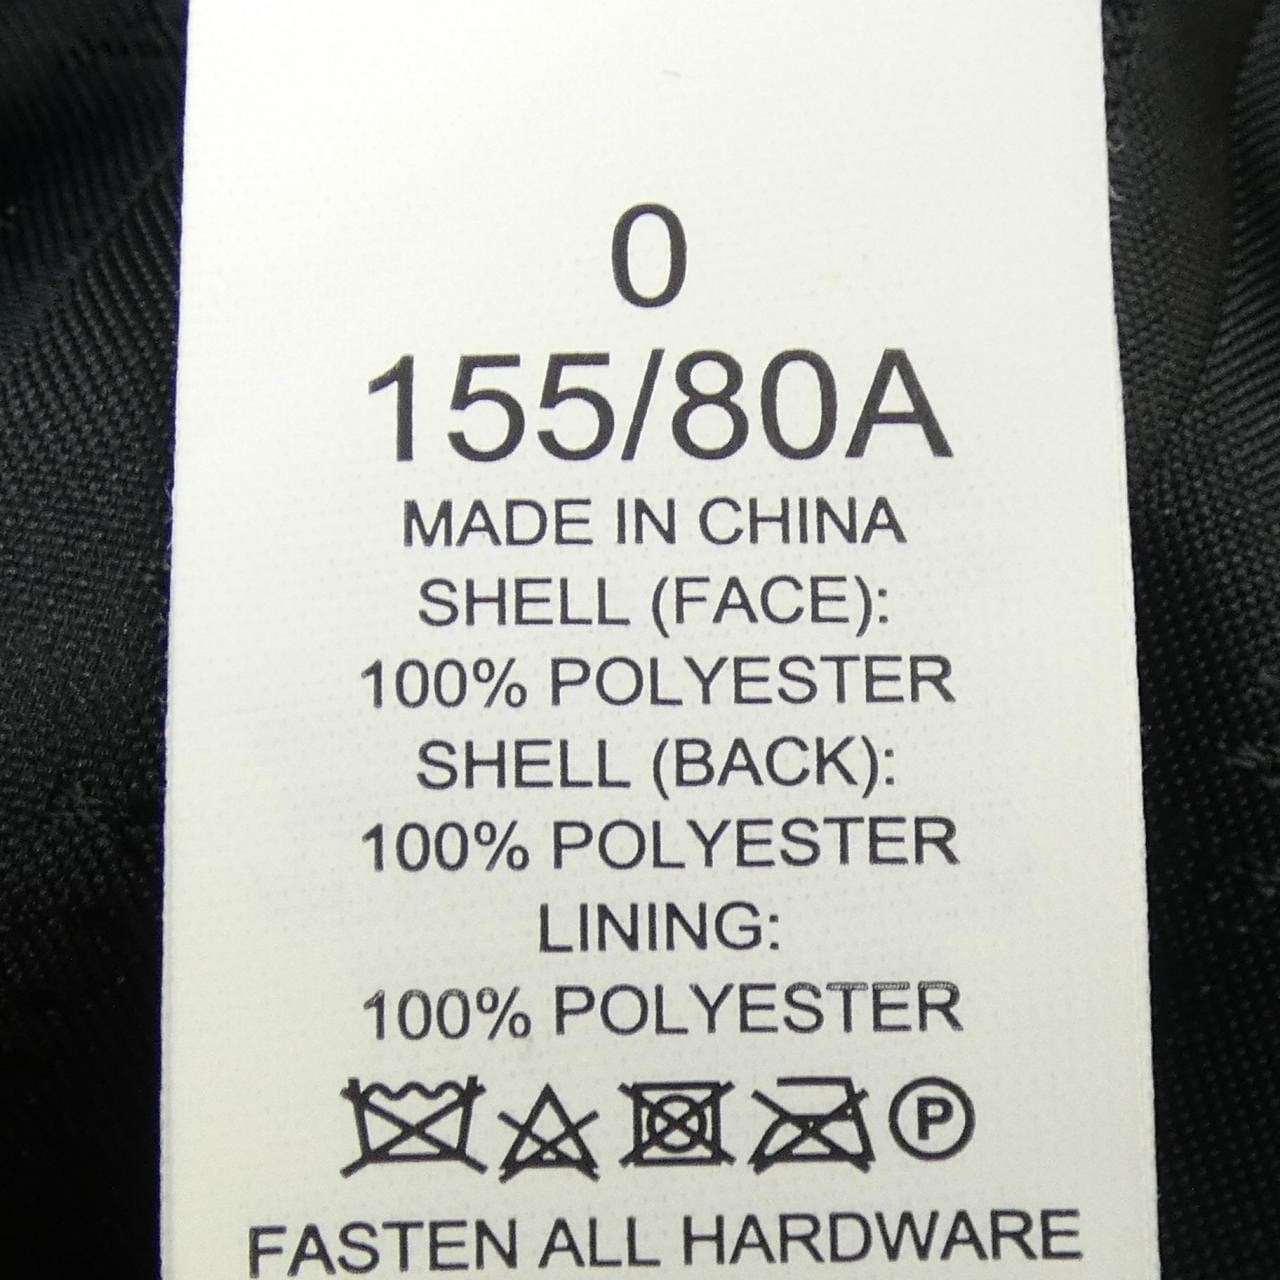 0
155/80A
MADE IN CHINA
SHELL (FACE):
100% POLYESTER
SHELL (BACK):
100% POLYESTER
LINING:
100% POLYESTER
P
FASTEN ALL HARDWARE